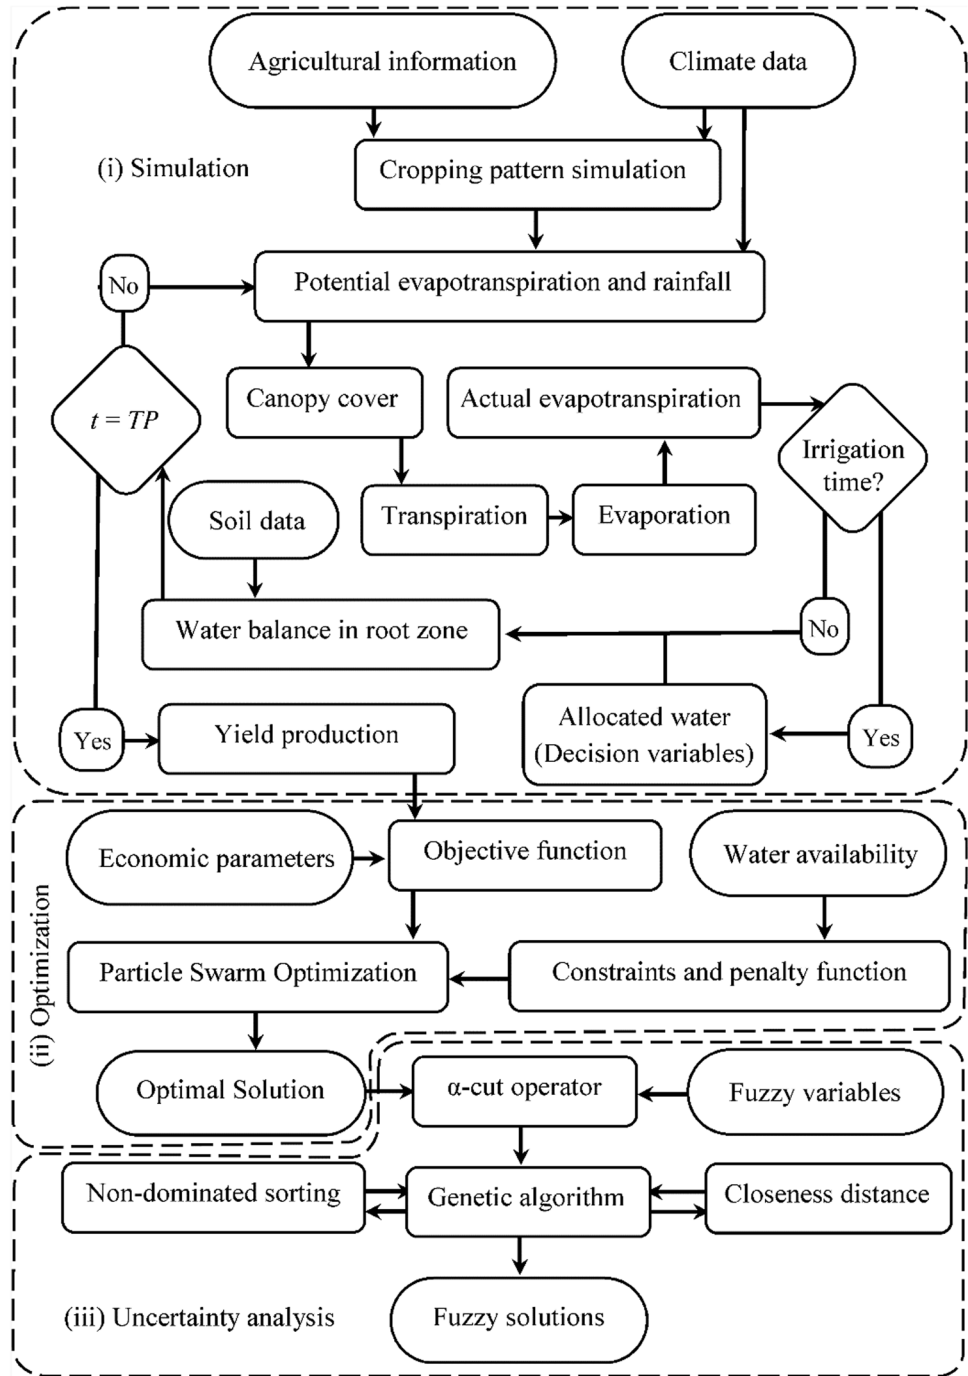 Agricultural information
Climate data
(i) Simulation
Cropping pattern simulation
No
Potential evapotranspiration and rainfall
t = TP
Canopy cover
Actual evapotranspiration
Irrigation
time?
Soil data
Transpiration
Evaporation
Water balance in root zone
No
Yes
Yield production
Allocated water
(Decision variables)
Yes
(ii) Optimization
Economic parameters
Objective function
Water availability
Particle Swarm Optimization
Constraints and penalty function
Optimal Solution
α-cut operator
Fuzzy variables
Non-dominated sorting
Genetic algorithm
Closeness distance
(iii) Uncertainty analysis
Fuzzy solutions